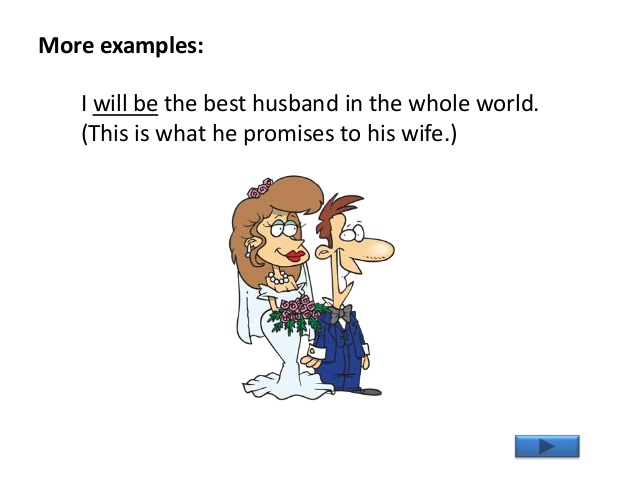 More examples:
I will be the best husband in the whole world.
(This is what he promises to his wife.)